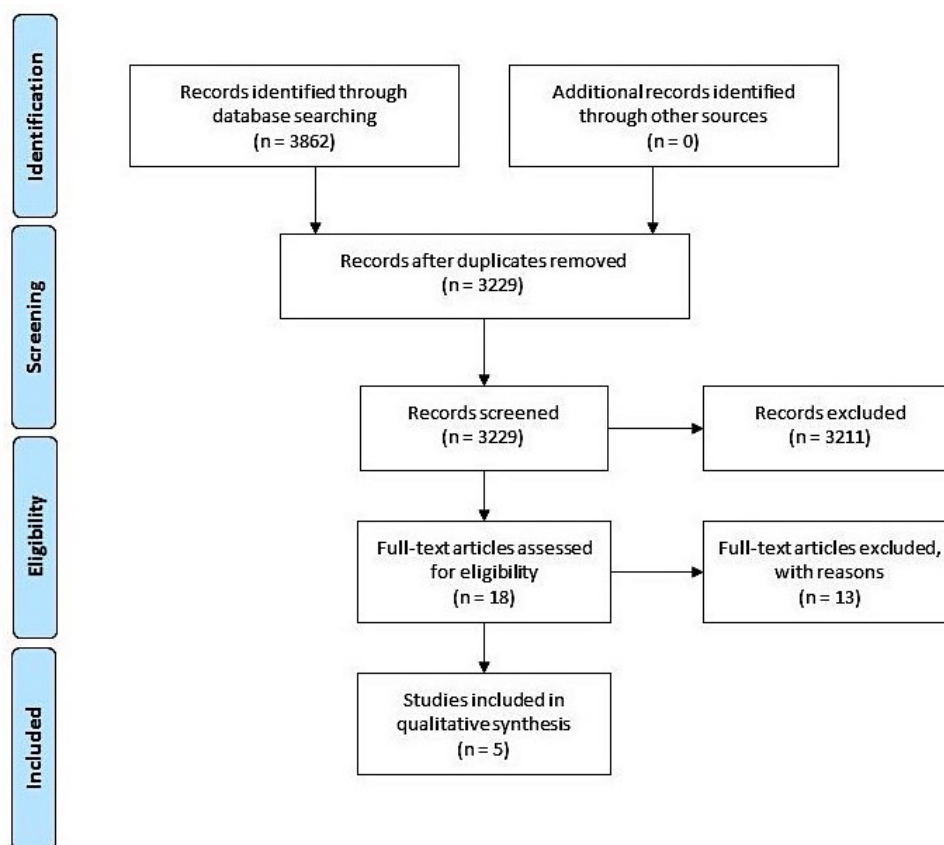 Identification
Records identified through
database searching
(n = 3862)
Additional records identified
through other sources
(n = 0)
Screening
Records after duplicates removed
(n = 3229)
Records screened
(n = 3229)
Records excluded
(n = 3211)
Eligibility
Full-text articles assessed
for eligibility
(n = 18)
Full-text articles excluded,
with reasons
(n = 13)
Included
Studies included in
qualitative synthesis
(n = 5)